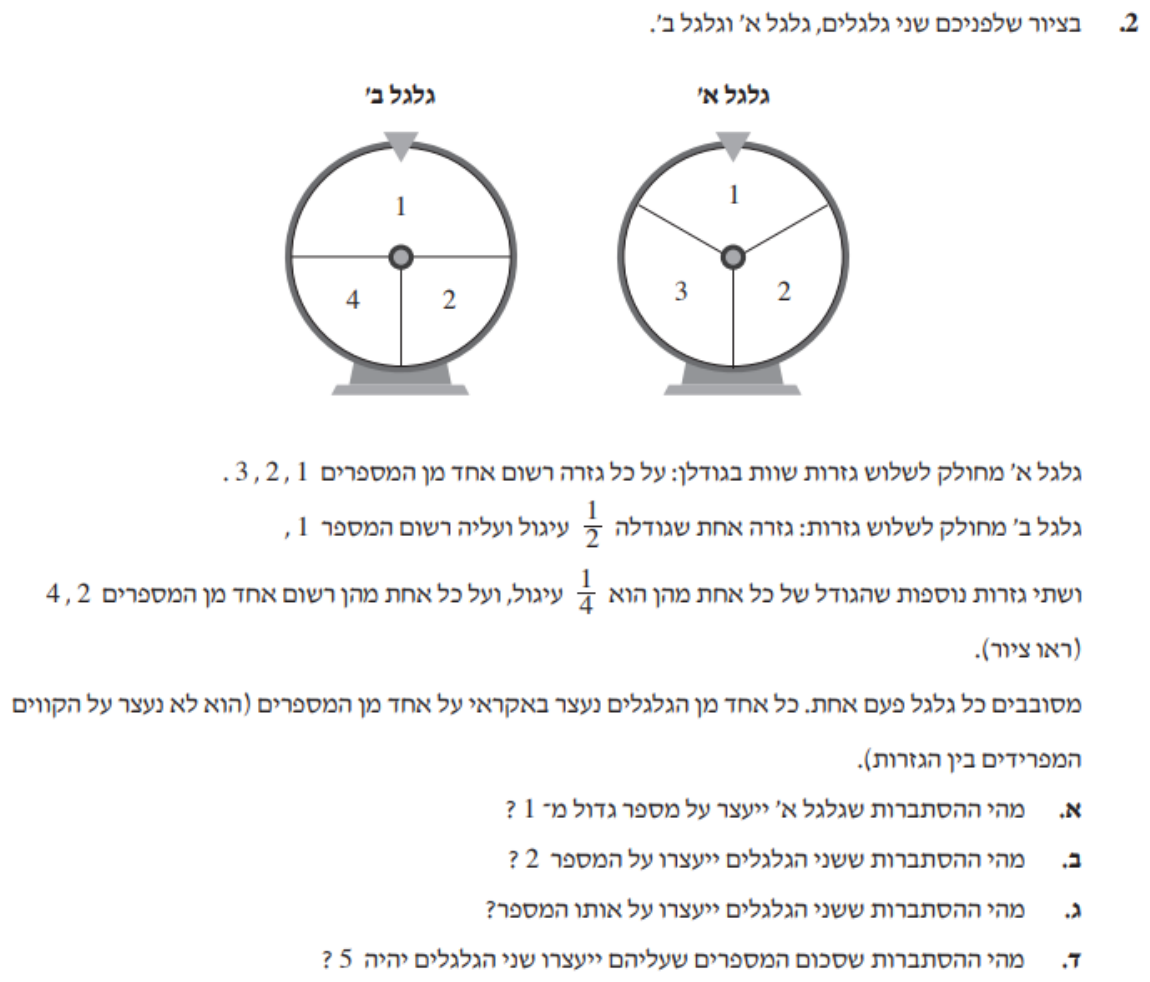 2. בציור שלפניכם שני גלגלים, גלגל א' וגלגל ב'.
גלגל א' גלגל ב'
1 1
3 2 4 2
גלגל א' מחולק לשלוש גזרות שוות בגודלן: על כל גזרה רשום אחד מן המספרים 1, 2, 3.
גלגל ב' מחולק לשלוש גזרות: גזרה אחת שגודלה 1/2 עיגול ועליה רשום המספר 1,
ושתי גזרות נוספות שהגודל של כל אחת מהן הוא 1/4 עיגול, ועל כל אחת מהן רשום אחד מן המספרים 2, 4
(ראו ציור).
מסובבים כל גלגל פעם אחת. כל אחד מן הגלגלים נעצר באקראי על אחד מן המספרים (הוא לא נעצר על הקווים
המפרידים בין הגזרות).
א. מהי ההסתברות שגלגל א' ייעצר על מספר גדול מ־ 1 ?
ב. מהי ההסתברות ששני הגלגלים ייעצרו על המספר 2 ?
ג. מהי ההסתברות ששני הגלגלים ייעצרו על אותו המספר?
ד. מהי ההסתברות שסכום המספרים שעליהם ייעצרו שני הגלגלים יהיה 5 ?